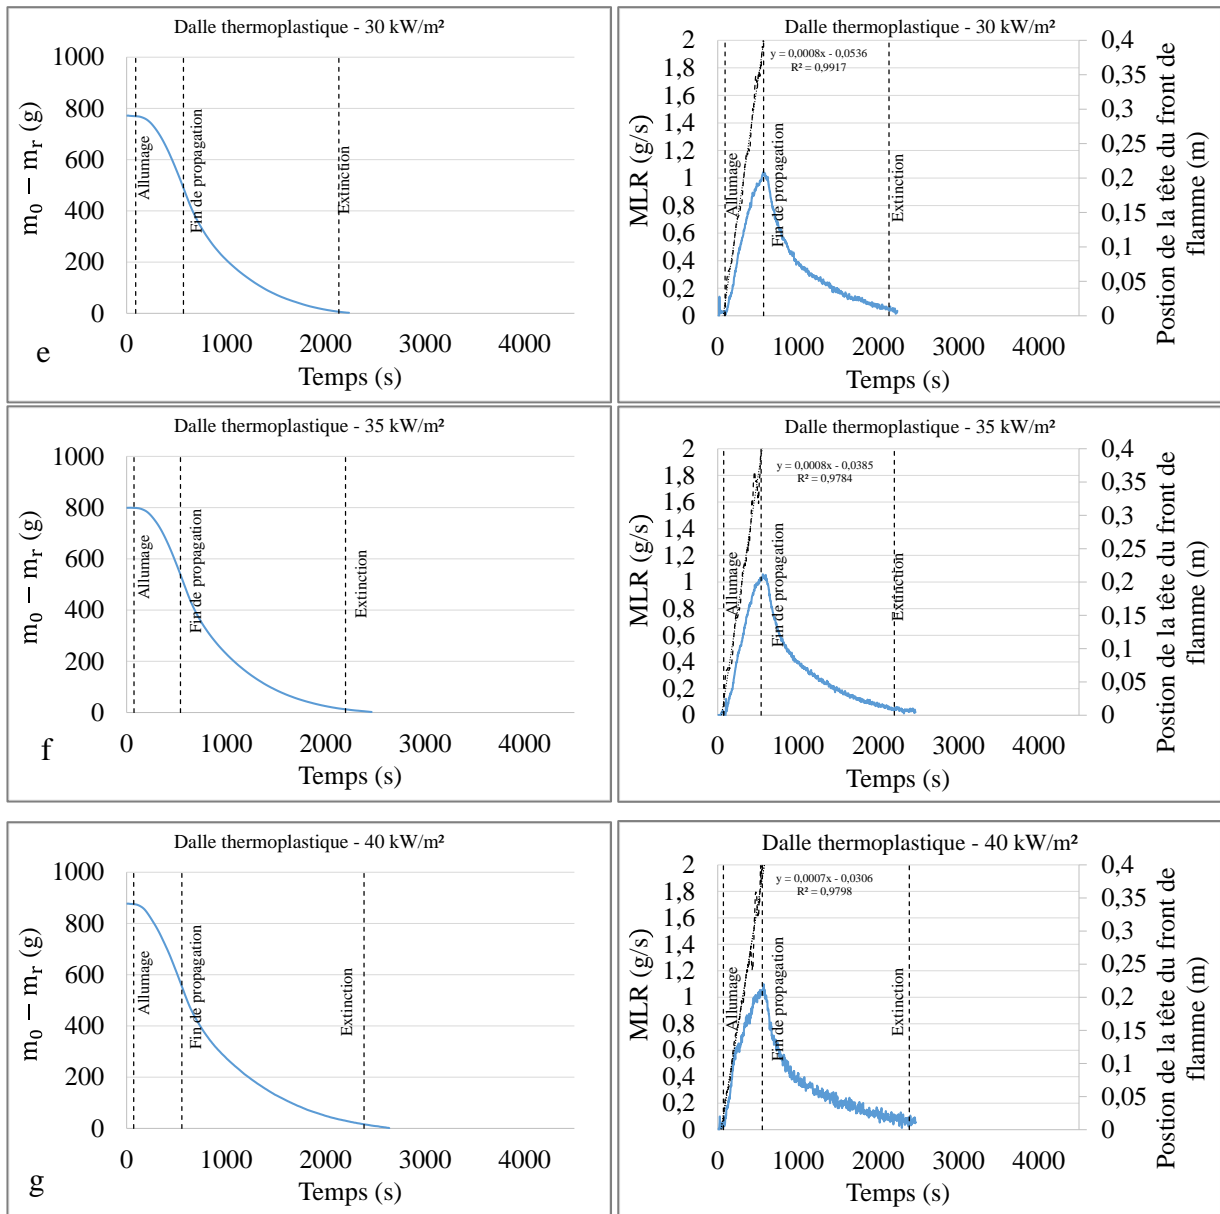 Dalle thermoplastique - 30 kW/m²
1000
800
600
400
200
0
m₀ – mᵣ (g)
Allumage
Fin de propagation
Extinction
0 1000 2000 3000 4000
Temps (s)
e
Dalle thermoplastique - 30 kW/m²
y = 0,0008x - 0,0536
R² = 0,9917
2
1,8
1,6
1,4
1,2
1
0,8
0,6
0,4
0,2
0
MLR (g/s)
Allumage
Fin de propagation
Extinction
0,4
0,35
0,3
0,25
0,2
0,15
0,1
0,05
0
Postion de la tête du front de
flamme (m)
0 1000 2000 3000 4000
Temps (s)
Dalle thermoplastique - 35 kW/m²
1000
800
600
400
200
0
m₀ – mᵣ (g)
Allumage
Fin de propagation
Extinction
0 1000 2000 3000 4000
Temps (s)
f
Dalle thermoplastique - 35 kW/m²
y = 0,0008x - 0,0385
R² = 0,9784
2
1,8
1,6
1,4
1,2
1
0,8
0,6
0,4
0,2
0
MLR (g/s)
Allumage
Fin de propagation
Extinction
0,4
0,35
0,3
0,25
0,2
0,15
0,1
0,05
0
Postion de la tête du front de
flamme (m)
0 1000 2000 3000 4000
Temps (s)
Dalle thermoplastique - 40 kW/m²
1000
800
600
400
200
0
m₀ – mᵣ (g)
Allumage
Fin de propagation
Extinction
0 1000 2000 3000 4000
Temps (s)
g
Dalle thermoplastique - 40 kW/m²
y = 0,0007x - 0,0306
R² = 0,9798
2
1,8
1,6
1,4
1,2
1
0,8
0,6
0,4
0,2
0
MLR (g/s)
Allumage
Fin de propagation
Extinction
0,4
0,35
0,3
0,25
0,2
0,15
0,1
0,05
0
Postion de la tête du front de
flamme (m)
0 1000 2000 3000 4000
Temps (s)